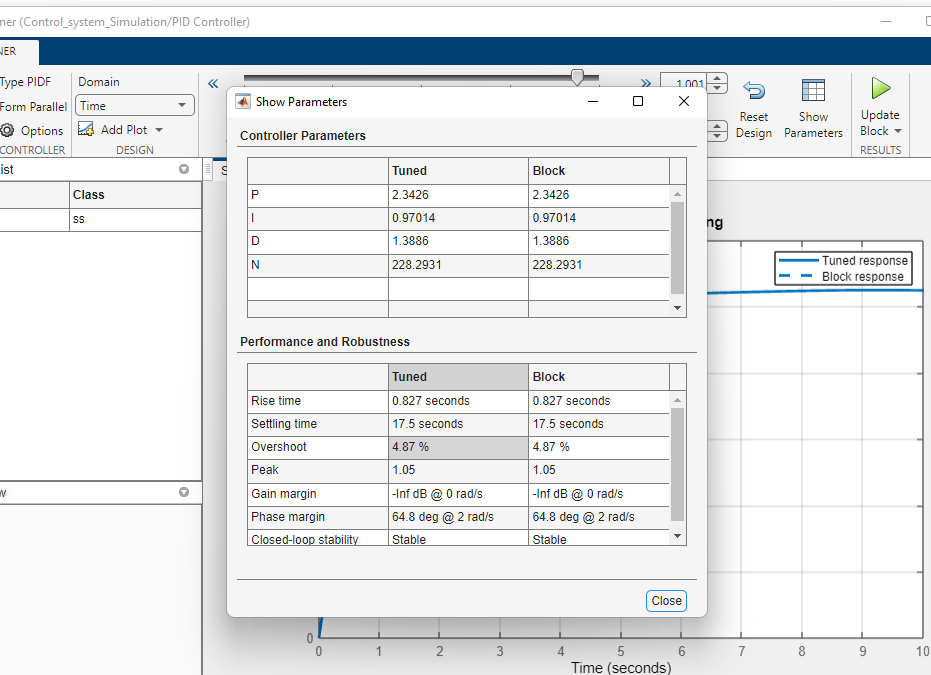 ner (Control_system_Simulation/PID Controller)
NER
Type PIDF
Form Parallel
Options
CONTROLLER
Domain
Time
Add Plot
DESIGN
1.001
Reset
Design
Show
Parameters
Update
Block
RESULTS
Show Parameters
Controller Parameters
Tuned Block
P 2.3426 2.3426
I 0.97014 0.97014
D 1.3886 1.3886
N 228.2931 228.2931
Performance and Robustness
Tuned Block
Rise time 0.827 seconds 0.827 seconds
Settling time 17.5 seconds 17.5 seconds
Overshoot 4.87 % 4.87 %
Peak 1.05 1.05
Gain margin -Inf dB @ 0 rad/s -Inf dB @ 0 rad/s
Phase margin 64.8 deg @ 2 rad/s 64.8 deg @ 2 rad/s
Closed-loop stability Stable Stable
Close
ist
Class
ss
w
S
ng
Tuned response
Block response
0
0 1 2 3 4 5 6 7 8 9 10
Time (seconds)